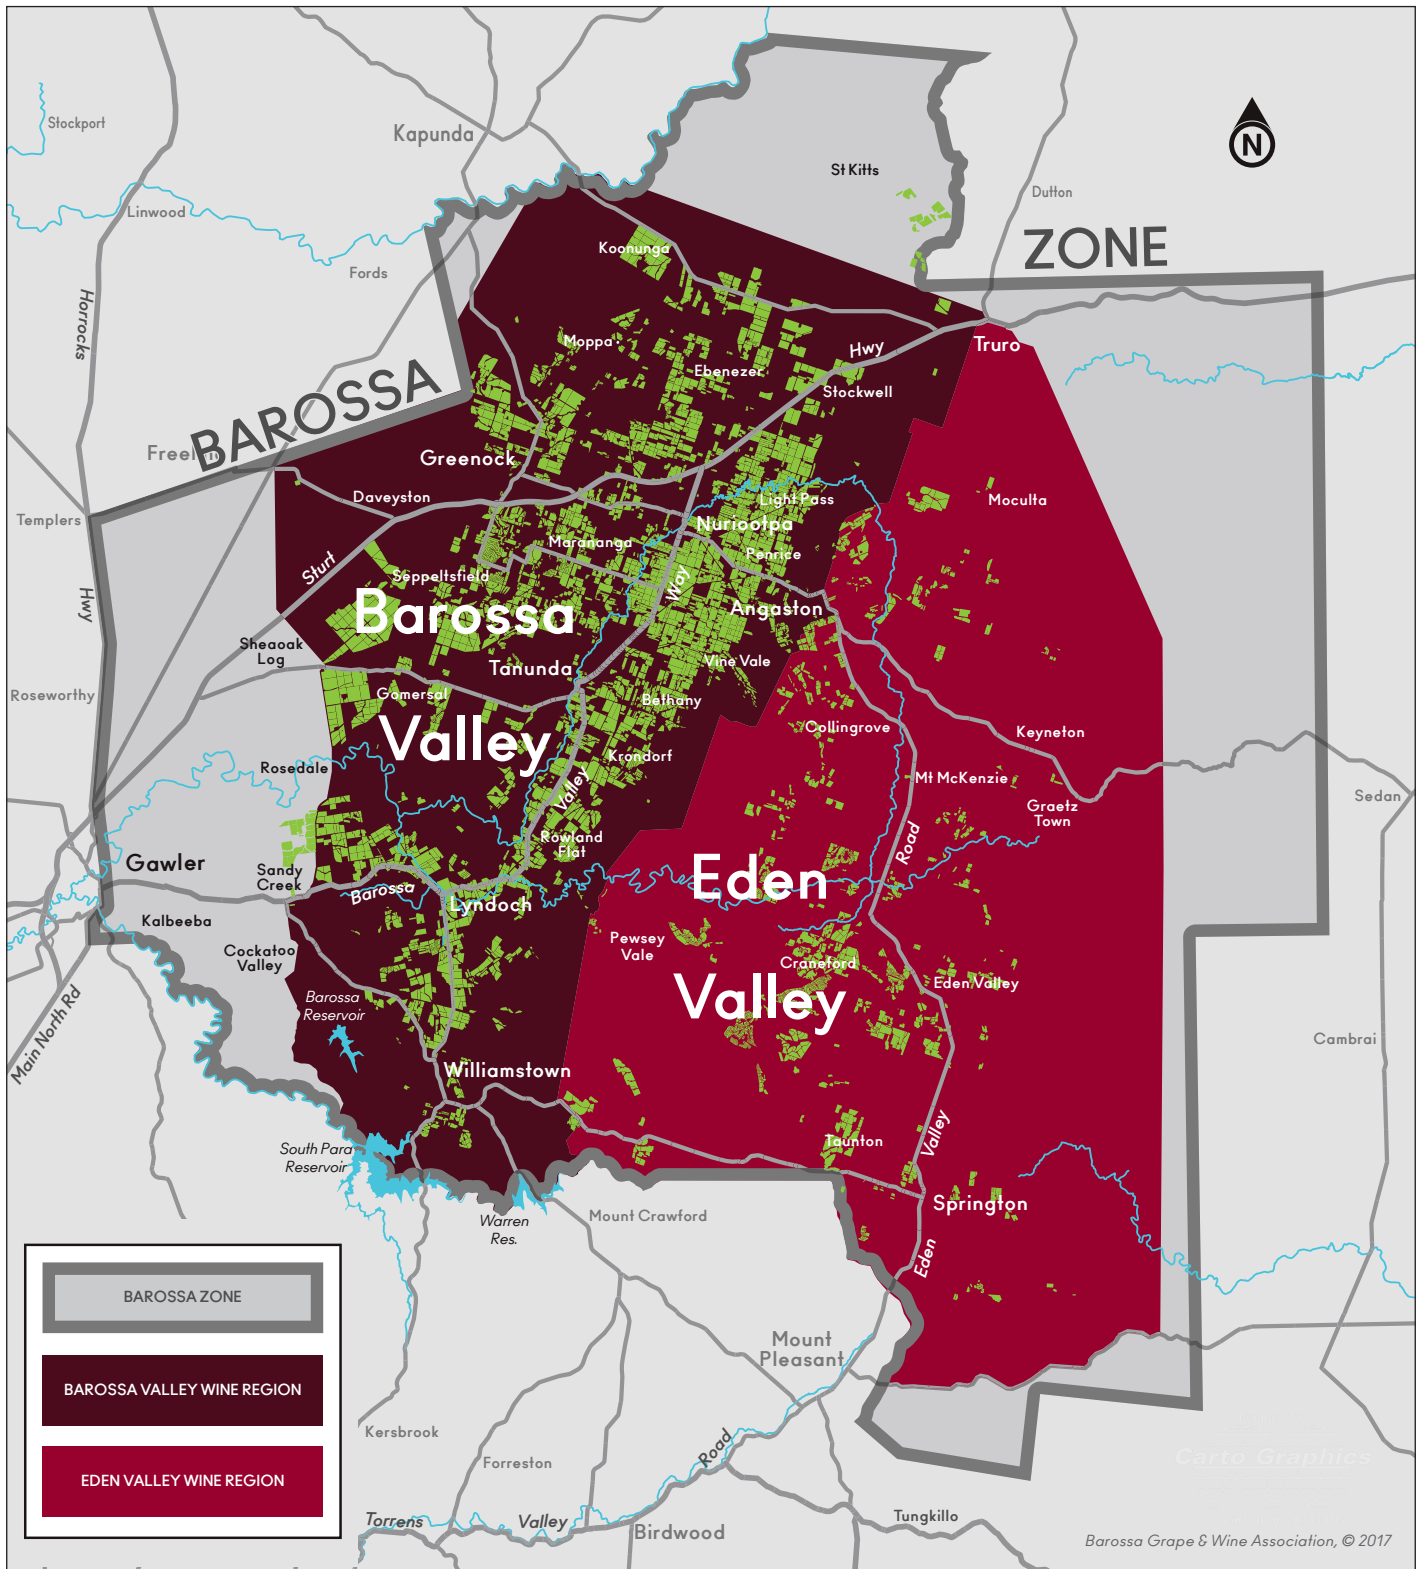 Stockport
Kapunda
St Kitts
N
Dutton
Linwood
ZONE
Koonunga
Fords
Horrocks
Moppa
Hwy
Truro
Ebenezer
BAROSSA
Stockwell
Greenock
Daveyston
Light Pass
Moculta
Templers
Nuriootpa
Marananga
Penrice
Sturt
Seppeltsfield
Way
Hwy
Barossa
Angaston
Sheaoak
Log
Tanunda
Vine Vale
Roseworthy
Gomersal
Bethany
Valley
Collingrove
Keyneton
Rosedale
Krondorf
Mt McKenzie
Valley
Graetz
Town
Sedan
Rowland
Flat
Road
Gawler
Sandy
Creek
Eden
Barossa
Lyndoch
Kalbeeba
Pewsey
Vale
Cockatoo
Valley
Craneford
Eden Valley
Valley
Barossa
Reservoir
Main North Rd
Cambrai
Williamstown
Valley
Taunton
South Para
Reservoir
Springton
Warren
Res.
Mount Crawford
Eden
BAROSSA ZONE
Mount
Pleasant
BAROSSA VALLEY WINE REGION
Kersbrook
Road
Carto Graphics
Forreston
EDEN VALLEY WINE REGION
Torrens
Valley
Birdwood
Tungkillo
Barossa Grape & Wine Association, © 2017